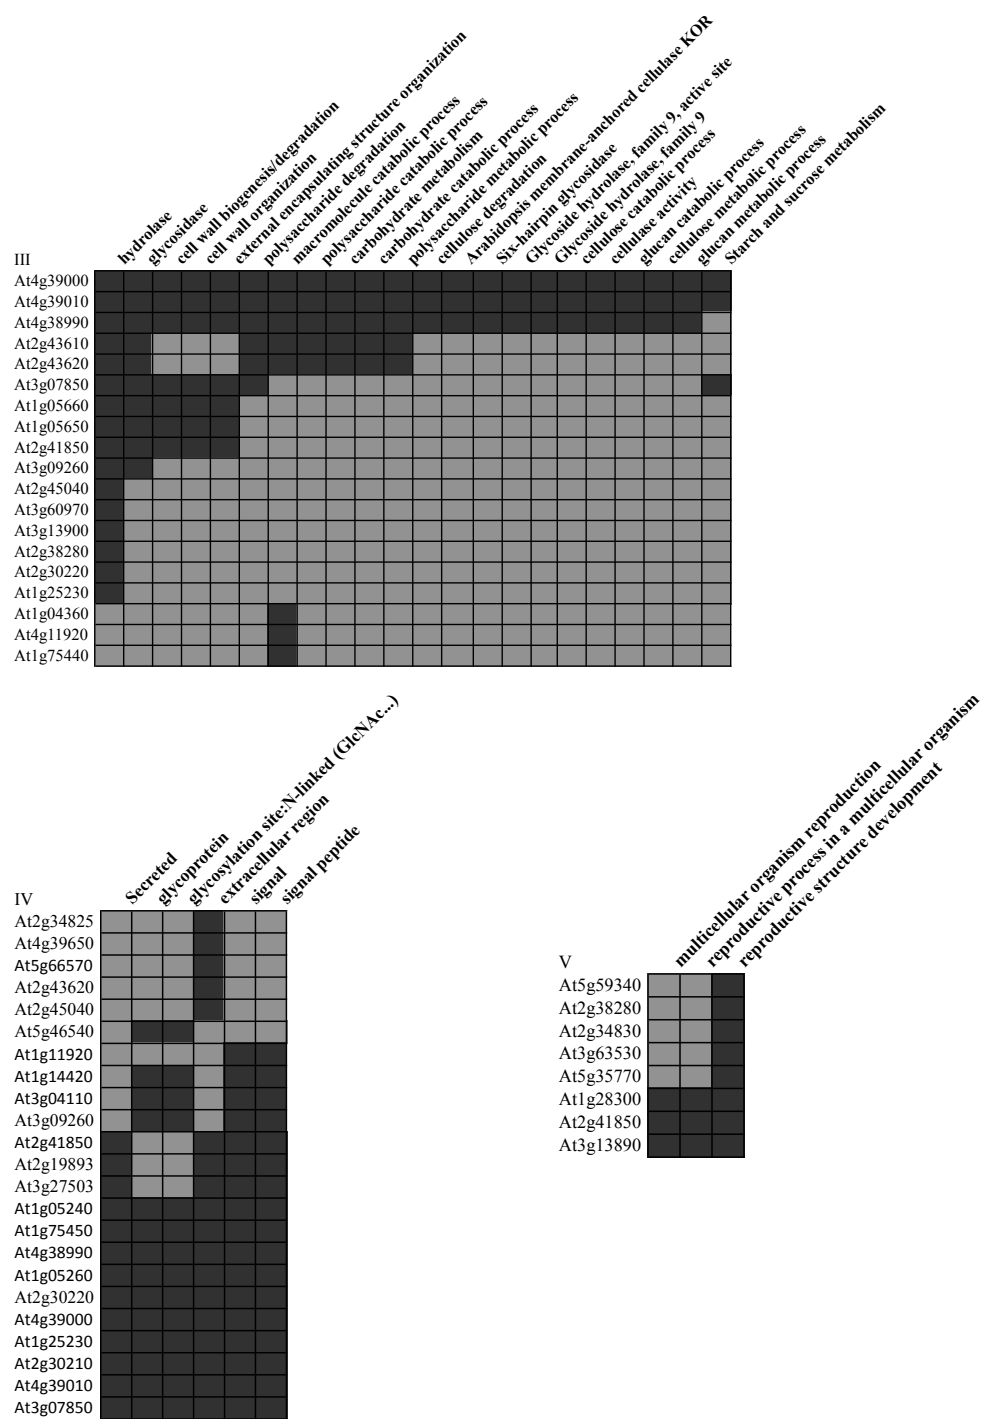 III
hydrolase
glycosidase
cell wall biogenesis/degradation
cell wall organization
external encapsulating structure organization
polysaccharide degradation
macromolecule catabolic process
polysaccharide catabolic process
carbohydrate metabolism
carbohydrate catabolic process
polysaccharide metabolic process
cellulose degradation
Arabidopsis membrane-anchored cellulase KOR
Six-hairpin glycosidase
Glycoside hydrolase, family 9, active site
Glycoside hydrolase, family 9
cellulose catabolic process
cellulase activity
glucan catabolic process
cellulose metabolic process
glucan metabolic process
Starch and sucrose metabolism
At4g39000
At4g39010
At4g38990
At2g43610
At2g43620
At3g07850
At1g05660
At1g05650
At2g41850
At3g09260
At2g45040
At3g60970
At3g13900
At2g38280
At2g30220
At1g25230
At1g04360
At4g11920
At1g75440
IV
Secreted
glycoprotein
glycosylation site:N-linked (GlcNAc...)
extracellular region
signal
signal peptide
At2g34825
At4g39650
At5g66570
At2g43620
At2g45040
At5g46540
At1g11920
At1g14420
At3g04110
At3g09260
At2g41850
At2g19893
At3g27503
At1g05240
At1g75450
At4g38990
At1g05260
At2g30220
At4g39000
At1g25230
At2g30210
At4g39010
At3g07850
V
multicellular organism reproduction
reproductive process in a multicellular organism
reproductive structure development
At5g59340
At2g38280
At2g34830
At3g63530
At5g35770
At1g28300
At2g41850
At3g13890